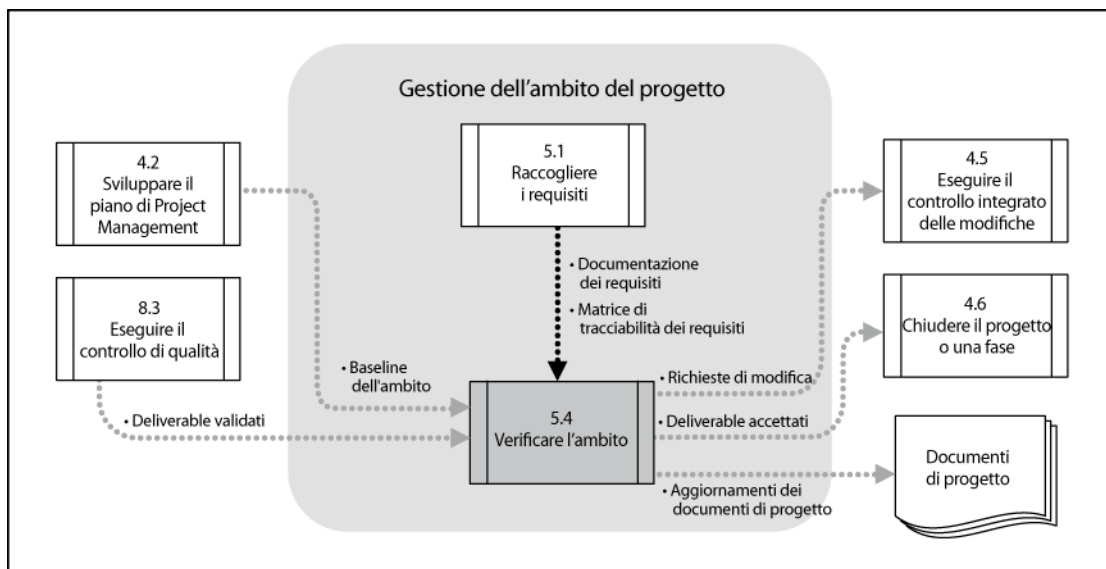 Gestione dell'ambito del progetto
4.2
Sviluppare il
piano di Project
Management
5.1
Raccogliere
i requisiti
4.5
Eseguire il
controllo integrato
delle modifiche
• Documentazione
dei requisiti
• Matrice di
tracciabilità dei requisiti
8.3
Eseguire il
controllo di qualità
4.6
Chiudere il progetto
o una fase
• Baseline
dell'ambito
• Richieste di modifica
• Deliverable validati
5.4
Verificare l'ambito
• Deliverable accettati
Documenti
di progetto
• Aggiornamenti dei
documenti di progetto